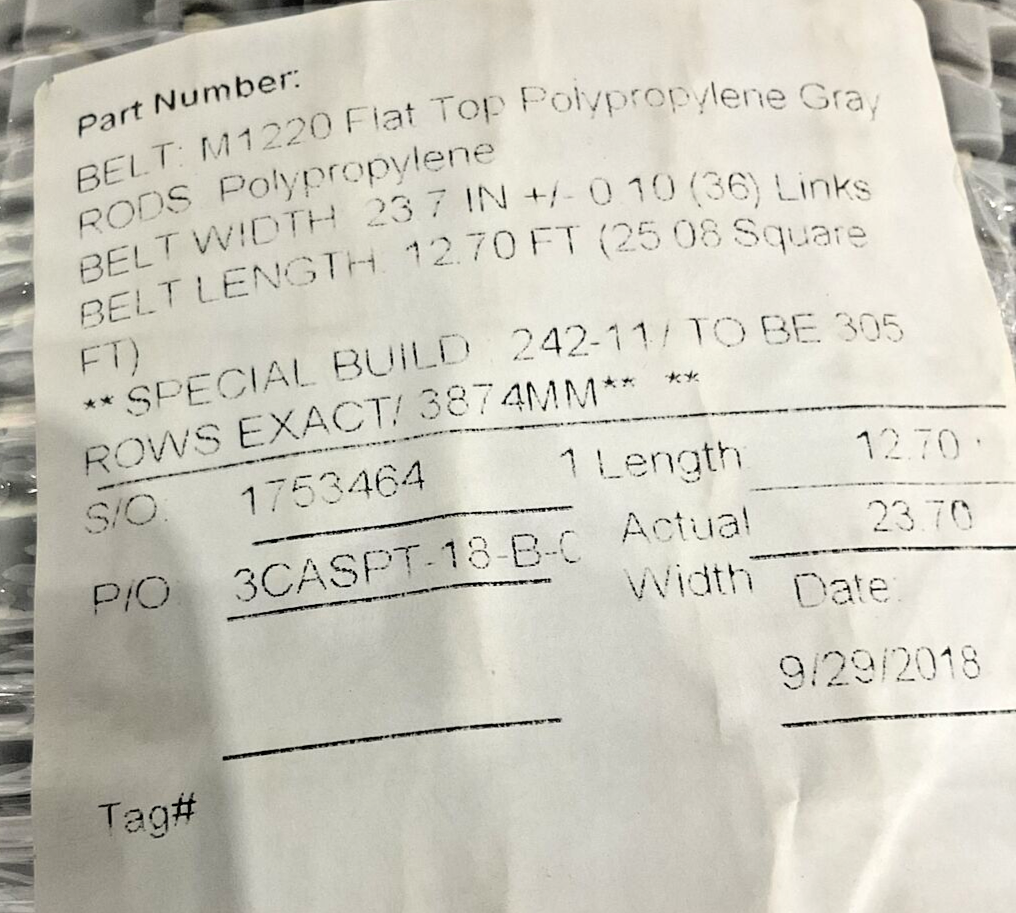 Part Number:
BELT: M1220 Flat Top Polypropylene Gray
RODS Polypropylene
BELT WIDTH 23.7 IN +/- 0.10 (36) Links
BELT LENGTH: 12.70 FT (25.08 Square
FT)
** SPECIAL BUILD : 242-11/ TO BE 305
ROWS EXACT/ 3874MM** **
S/O: 1753464 1 Length 12.70
P/O 3CASPT-18-B-C Actual 23.70
Width Date:
9/29/2018
Tag#